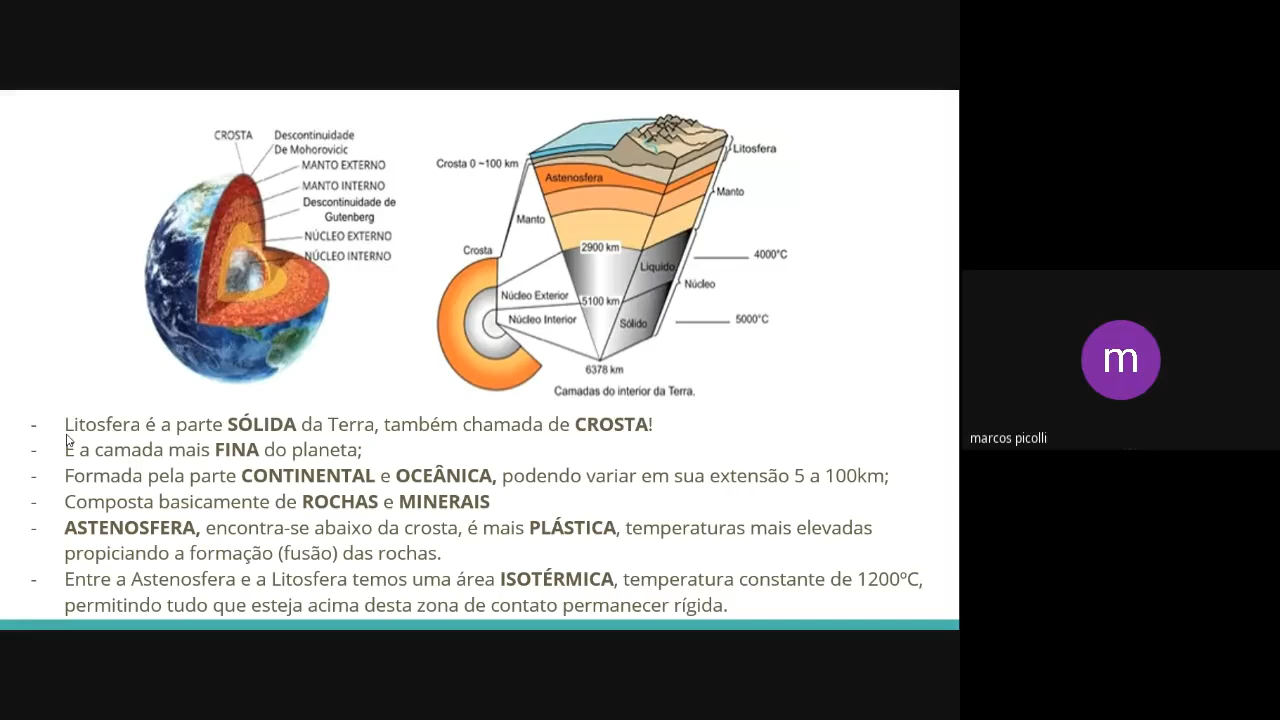 CROSTA
Descontinuidade
De Mohorovicic
MANTO EXTERNO
MANTO INTERNO
Descontinuidade de
Gutenberg
NÚCLEO EXTERNO
NÚCLEO INTERNO
Crosta 0 ~100 km
Litosfera
Astenosfera
Manto
Manto
2900 km
Crosta
4000°C
Líquido
Núcleo
Núcleo Exterior
5100 km
Núcleo Interior
Sólido
5000°C
6378 km
Camadas do interior da Terra.
- Litosfera é a parte SÓLIDA da Terra, também chamada de CROSTA!
- É a camada mais FINA do planeta;
- Formada pela parte CONTINENTAL e OCEÂNICA, podendo variar em sua extensão 5 a 100km;
- Composta basicamente de ROCHAS e MINERAIS
- ASTENOSFERA, encontra-se abaixo da crosta, é mais PLÁSTICA, temperaturas mais elevadas
propiciando a formação (fusão) das rochas.
- Entre a Astenosfera e a Litosfera temos uma área ISOTÉRMICA, temperatura constante de 1200ºC,
permitindo tudo que esteja acima desta zona de contato permanecer rígida.
m
marcos picolli